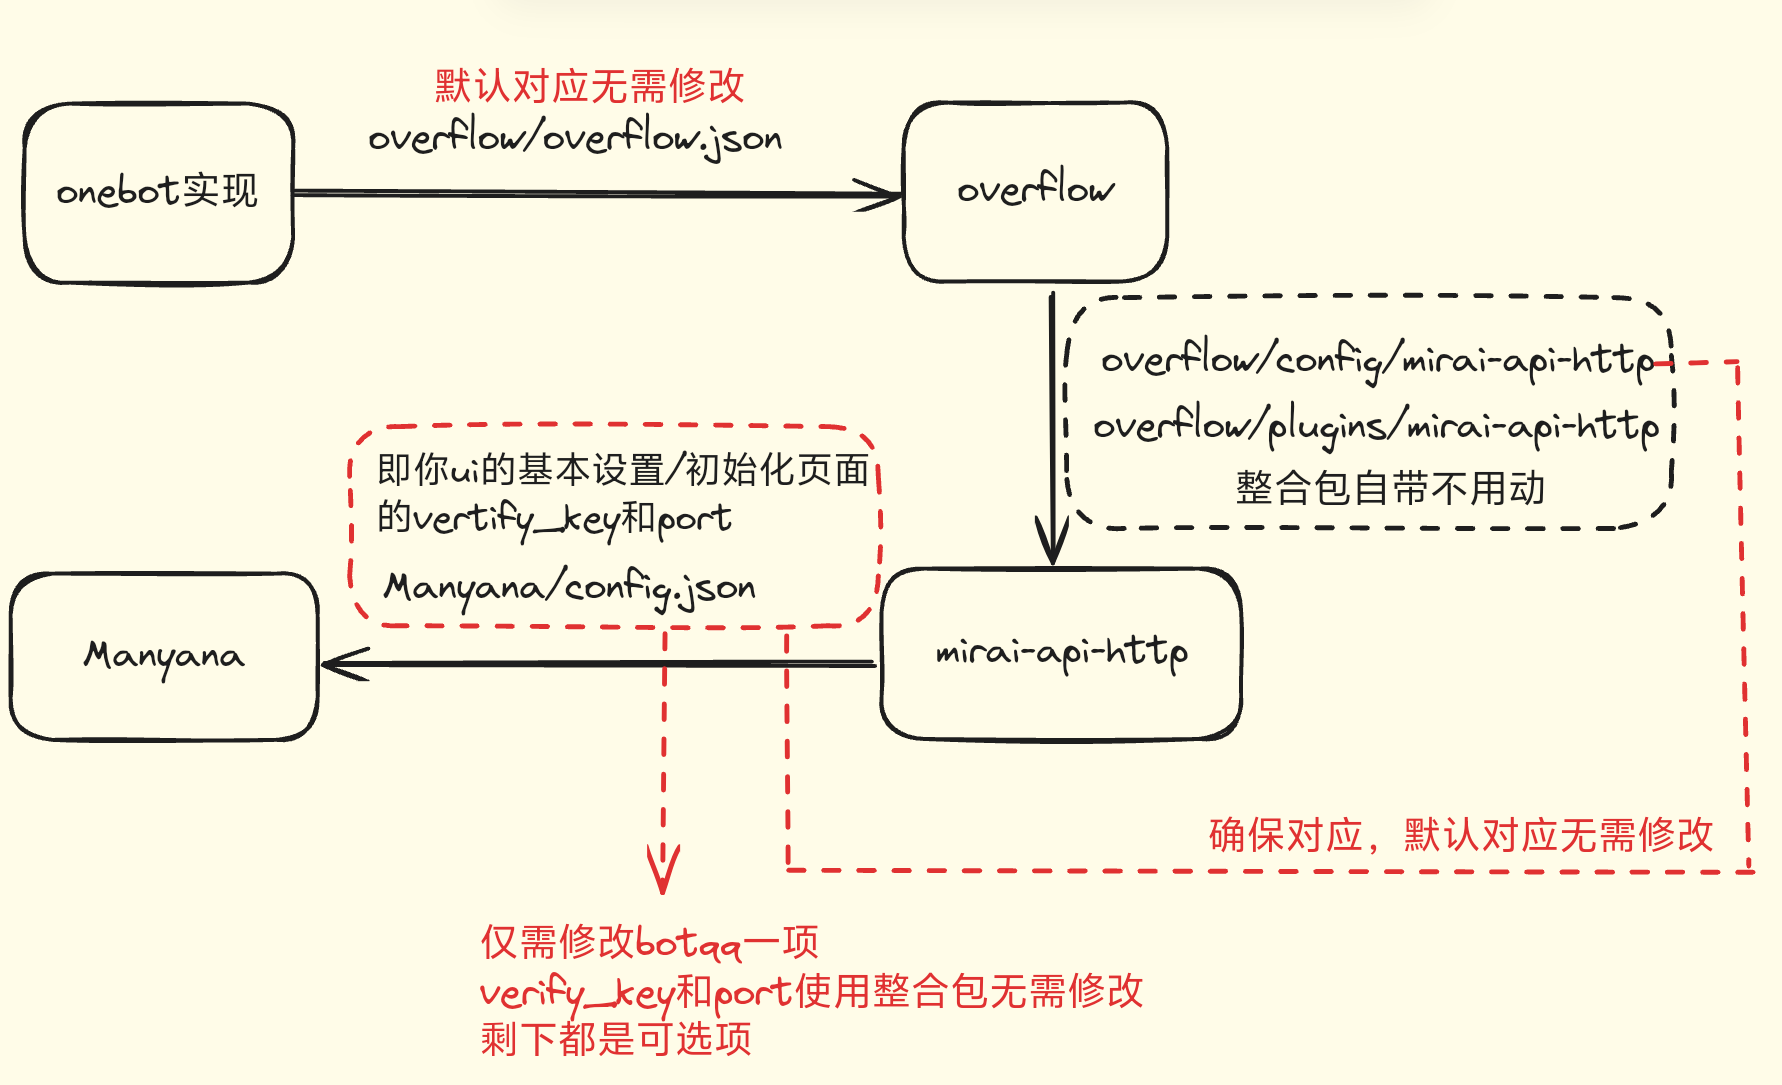 默认对应无需修改
overflow/overflow.json
onebot实现
overflow
overflow/config/mirai-api-http
overflow/plugins/mirai-api-http
整合包自带不用动
即你ui的基本设置/初始化页面
的vertify_key和port
Manyana/config.json
Manyana
mirai-api-http
确保对应，默认对应无需修改
仅需修改botqq一项
verify_key和port使用整合包无需修改
剩下都是可选项